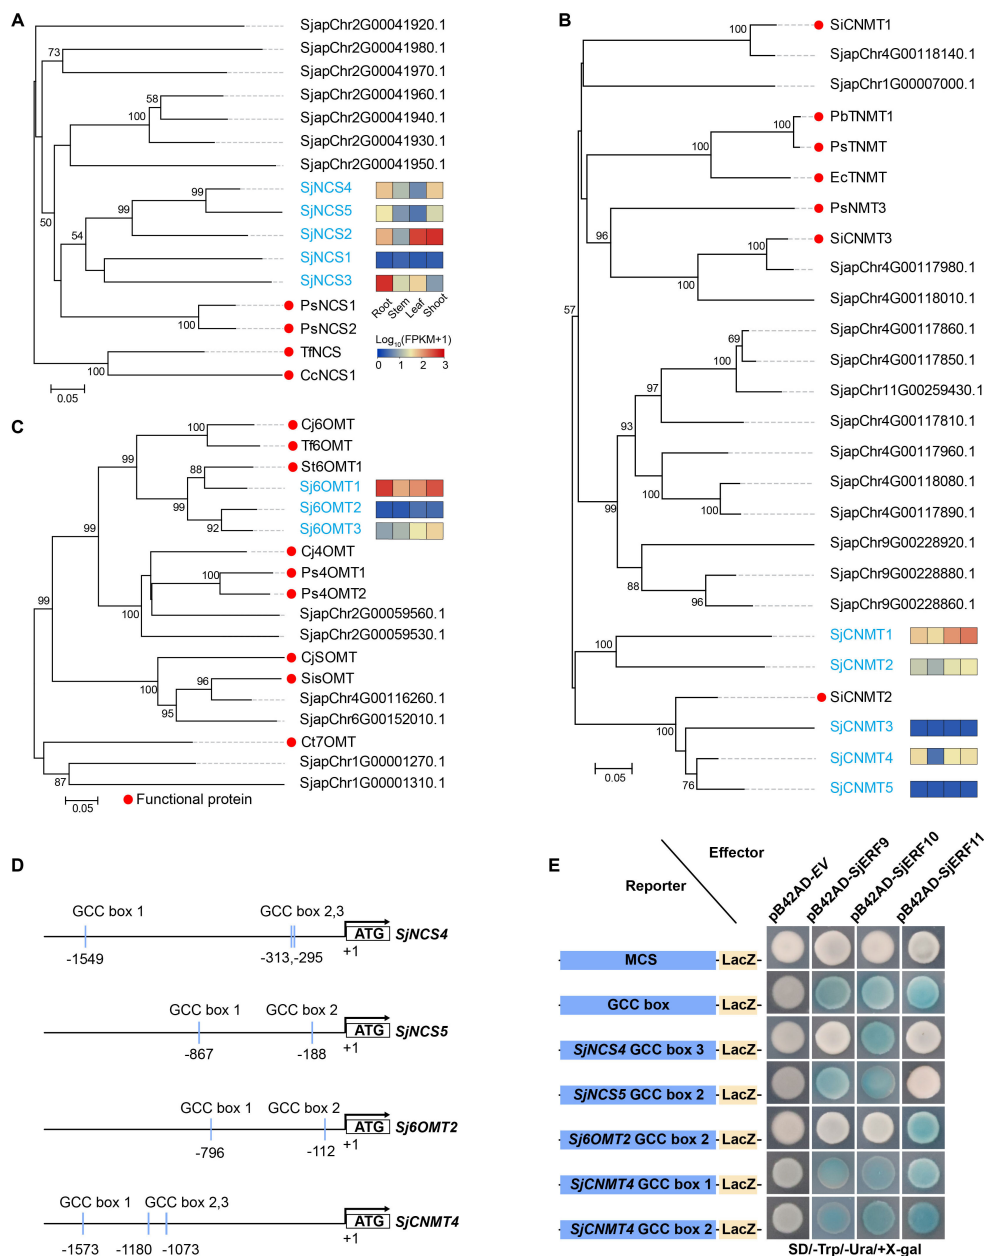 A
SjapChr2G00041920.1
SjapChr2G00041980.1
73
SjapChr2G00041970.1
SjapChr2G00041960.1
58
SjapChr2G00041940.1
100
SjapChr2G00041930.1
SjapChr2G00041950.1
SjNCS4
99
SjNCS5
99
50
SjNCS2
54
SjNCS1
SjNCS3
PsNCS1
100
PsNCS2
TfNCS
100
CcNCS1
Root
Stem
Leaf
Shoot
Log10(FPKM+1)
0 1 2 3
0.05
B
SiCNMT1
100
SjapChr4G00118140.1
SjapChr1G00007000.1
PbTNMT1
100
PsTNMT
100
EcTNMT
PsNMT3
96
SiCNMT3
100
SjapChr4G00117980.1
100
SjapChr4G00118010.1
57
SjapChr4G00117860.1
69
SjapChr4G00117850.1
100
SjapChr11G00259430.1
97
SjapChr4G00117810.1
93
SjapChr4G00117960.1
SjapChr4G00118080.1
100
100
SjapChr4G00117890.1
99
SjapChr9G00228920.1
88
SjapChr9G00228880.1
96
SjapChr9G00228860.1
SjCNMT1
100
SjCNMT2
SiCNMT2
100
SjCNMT3
SjCNMT4
76
SjCNMT5
0.05
C
Cj6OMT
100
Tf6OMT
99
St6OMT1
88
Sj6OMT1
99
Sj6OMT2
92
Sj6OMT3
99
Cj4OMT
Ps4OMT1
100
Ps4OMT2
100
SjapChr2G00059560.1
SjapChr2G00059530.1
99
CjSOMT
100
SisOMT
96
SjapChr4G00116260.1
95
SjapChr6G00152010.1
Ct7OMT
SjapChr1G00001270.1
87
SjapChr1G00001310.1
0.05
Functional protein
D
GCC box 1
GCC box 2,3
ATG
SjNCS4
-1549
-313,-295
+1
GCC box 1
GCC box 2
ATG
SjNCS5
-867
-188
+1
GCC box 1
GCC box 2
ATG
Sj6OMT2
-796
-112
+1
GCC box 1
GCC box 2,3
ATG
SjCNMT4
-1573
-1180
-1073
+1
E
Effector
Reporter
pB42AD-EV
pB42AD-SjERF9
pB42AD-SjERF10
pB42AD-SjERF11
MCS - LacZ-
GCC box - LacZ-
SjNCS4 GCC box 3 - LacZ-
SjNCS5 GCC box 2 - LacZ-
Sj6OMT2 GCC box 2 - LacZ-
SjCNMT4 GCC box 1 - LacZ-
SjCNMT4 GCC box 2 - LacZ-
SD/-Trp/-Ura/+X-gal